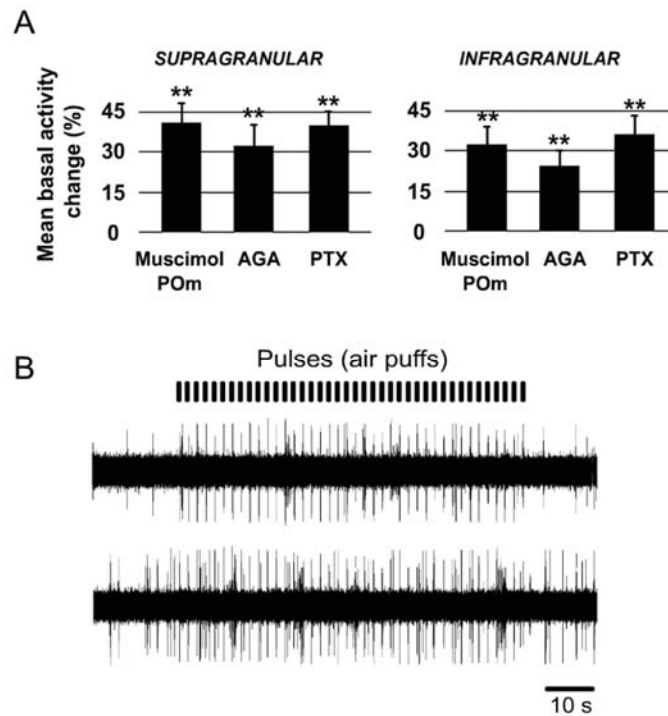 A
SUPRAGRANULAR
INFRAGRANULAR
Mean basal activity
change (%)
45
30
15
0
** ** **
Muscimol AGA PTX
POm
45
30
15
0
** ** **
Muscimol AGA PTX
POm
B
Pulses (air puffs)
10 s